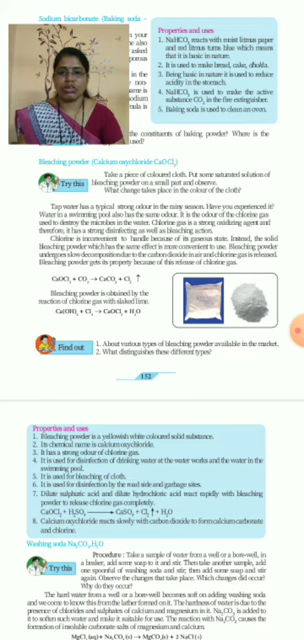 Sodium bicarbonate (Baking soda -
n your
e also
asked
porous
in the
y non-
ame is
odium
nula is
Properties and uses
1. NaHCO₃ reacts with moist litmus paper
and red litmus turns blue which means
that it is basic in nature.
2. It is used to make bread, cake, dhokla.
3. Being basic in nature it is used to reduce
acidity in the stomach.
4. NaHCO₃ is used to make the active
substance CO₂ in the fire extinguisher.
5. Baking soda is used to clean an oven.
the constituents of baking powder? Where is the
used?
Bleaching powder (Calcium oxychloride CaOCl₂)
Try this
Take a piece of coloured cloth. Put some saturated solution of
bleaching powder on a small part and observe.
What change takes place in the colour of the cloth?
Tap water has a typical strong odour in the rainy season. Have you experienced it?
Water in a swimming pool also has the same odour. It is the odour of the chlorine gas
used to destroy the microbes in the water. Chlorine gas is a strong oxidizing agent and
therefore, it has a strong disinfecting as well as bleaching action.
Chlorine is inconvenient to handle because of its gaseous state. Instead, the solid
Bleaching powder which has the same effect is more convenient to use. Bleaching powder
undergoes slow decomposition due to the carbon dioxide in air and chlorine gas is released.
Bleaching powder gets its property because of this release of chlorine gas.
CaOCl₂ + CO₂ → CaCO₃ + Cl₂ ↑
Bleaching powder is obtained by the
reaction of chlorine gas with slaked lime.
Ca(OH)₂ + Cl₂ → CaOCl₂ + H₂O
Find out
1. About various types of bleaching powder available in the market.
2. What distinguishes these different types?
152
Properties and uses
1. Bleaching powder is a yellowish white coloured solid substance.
2. Its chemical name is calcium oxychloride.
3. It has a strong odour of chlorine gas.
4. It is used for disinfection of drinking water at the water works and the water in the
swimming pool.
5. It is used for bleaching of cloth.
6. It is used for disinfection by the road side and garbage sites.
7. Dilute sulphuric acid and dilute hydrochloric acid react rapidly with bleaching
powder to release chlorine gas completely.
CaOCl₂ + H₂SO₄ ⟶ CaSO₄ + Cl₂ ↑ + H₂O
8. Calcium oxychloride reacts slowly with carbon dioxide to form calcium carbonate
and chlorine.
Washing soda Na₂CO₃.10H₂O
Try this
Procedure : Take a sample of water from a well or a bore-well, in
a beaker, add some soap to it and stir. Then take another sample, add
one spoonful of washing soda and stir; then add some soap and stir
again. Observe the changes that take place. Which changes did occur?
Why do they occur?
The hard water from a well or a bore-well becomes soft on adding washing soda
and we come to know this from the lather formed on it. The hardness of water is due to the
presence of chlorides and sulphates of calcium and magnesium in it. Na₂CO₃ is added to
it to soften such water and make it suitable for use. The reaction with Na₂CO₃ causes the
formation of insoluble carbonate salts of magnesium and calcium.
MgCl₂ (aq) + Na₂CO₃ (s) → MgCO₃ (s) + 2 NaCl (s)